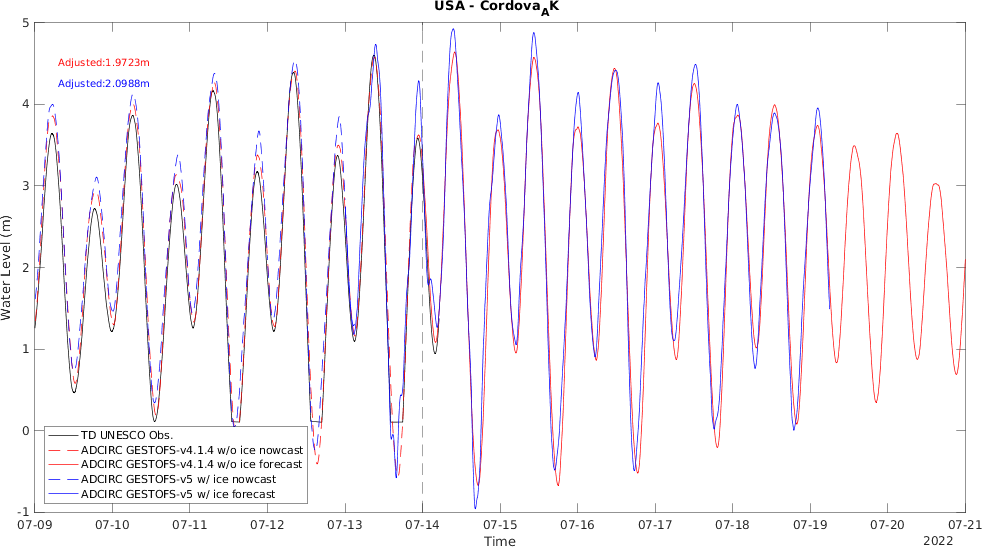 USA - Cordova_AK
5
4
3
2
1
0
-1
Water Level (m)
Adjusted:1.9723m
Adjusted:2.0988m
TD UNESCO Obs.
ADCIRC GESTOFS-v4.1.4 w/o ice nowcast
ADCIRC GESTOFS-v4.1.4 w/o ice forecast
ADCIRC GESTOFS-v5 w/ ice nowcast
ADCIRC GESTOFS-v5 w/ ice forecast
07-09 07-10 07-11 07-12 07-13 07-14 07-15 07-16 07-17 07-18 07-19 07-20 07-21
Time
2022